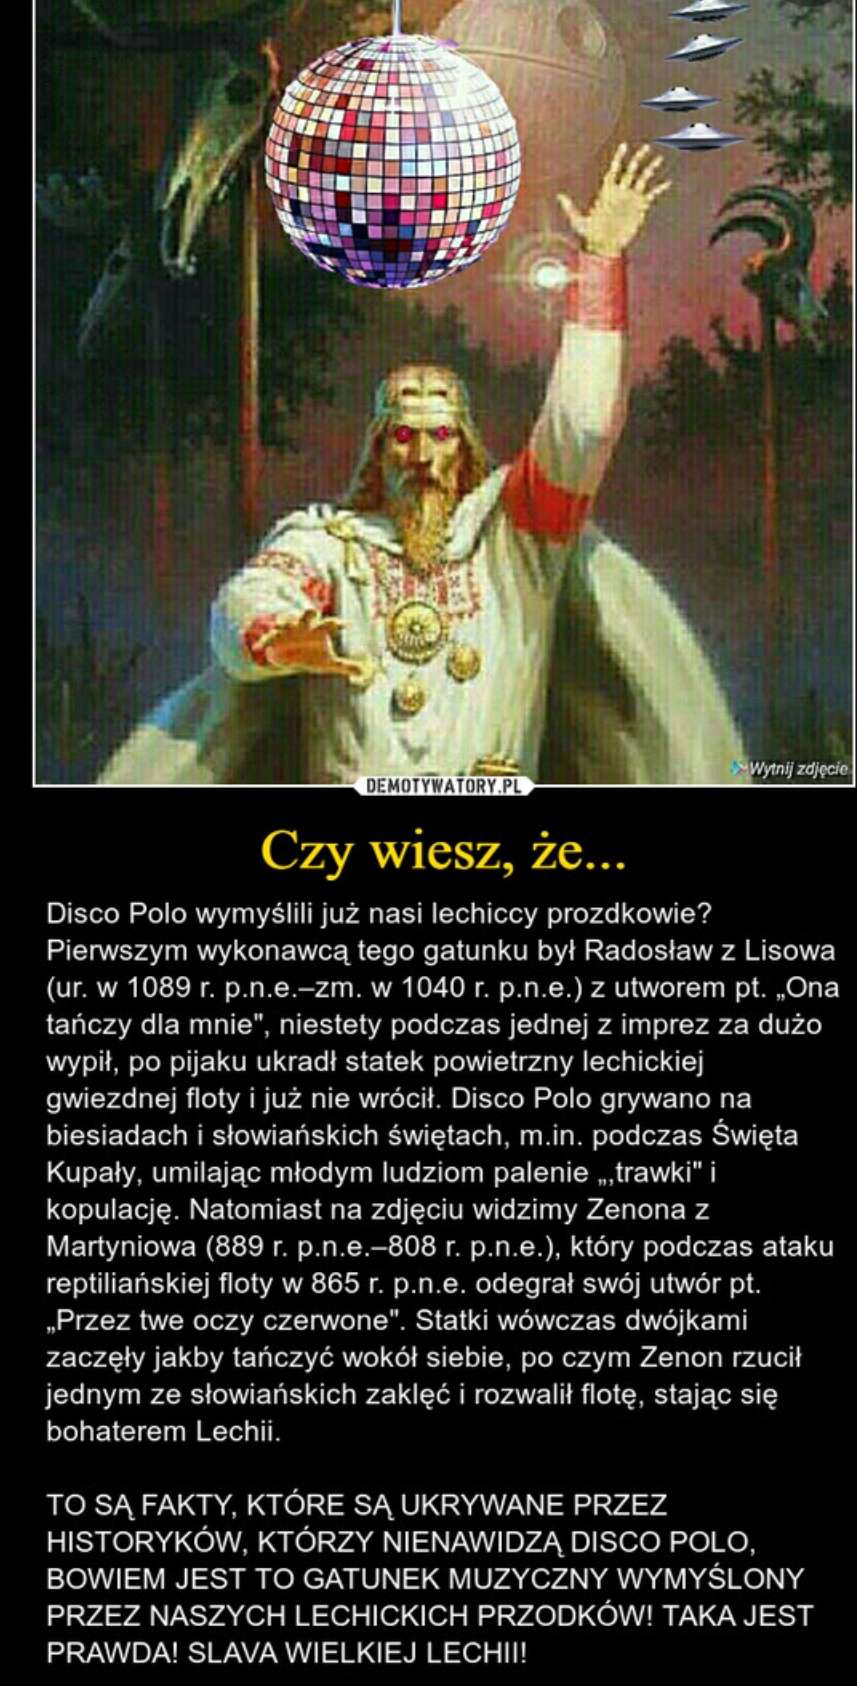 Wytnij zdjęcie
DEMOTYWATORY.PL
Czy wiesz, że...
Disco Polo wymyślili już nasi lechiccy prozdkowie?
Pierwszym wykonawcą tego gatunku był Radosław z Lisowa
(ur. w 1089 r. p.n.e.–zm. w 1040 r. p.n.e.) z utworem pt. „Ona
tańczy dla mnie", niestety podczas jednej z imprez za dużo
wypił, po pijaku ukradł statek powietrzny lechickiej
gwiezdnej floty i już nie wrócił. Disco Polo grywano na
biesiadach i słowiańskich świętach, m.in. podczas Święta
Kupały, umilając młodym ludziom palenie „,trawki" i
kopulację. Natomiast na zdjęciu widzimy Zenona z
Martyniowa (889 r. p.n.e.–808 r. p.n.e.), który podczas ataku
reptiliańskiej floty w 865 r. p.n.e. odegrał swój utwór pt.
„Przez twe oczy czerwone". Statki wówczas dwójkami
zaczęły jakby tańczyć wokół siebie, po czym Zenon rzucił
jednym ze słowiańskich zaklęć i rozwalił flotę, stając się
bohaterem Lechii.
TO SĄ FAKTY, KTÓRE SĄ UKRYWANE PRZEZ
HISTORYKÓW, KTÓRZY NIENAWIDZĄ DISCO POLO,
BOWIEM JEST TO GATUNEK MUZYCZNY WYMYŚLONY
PRZEZ NASZYCH LECHICKICH PRZODKÓW! TAKA JEST
PRAWDA! SLAVA WIELKIEJ LECHII!